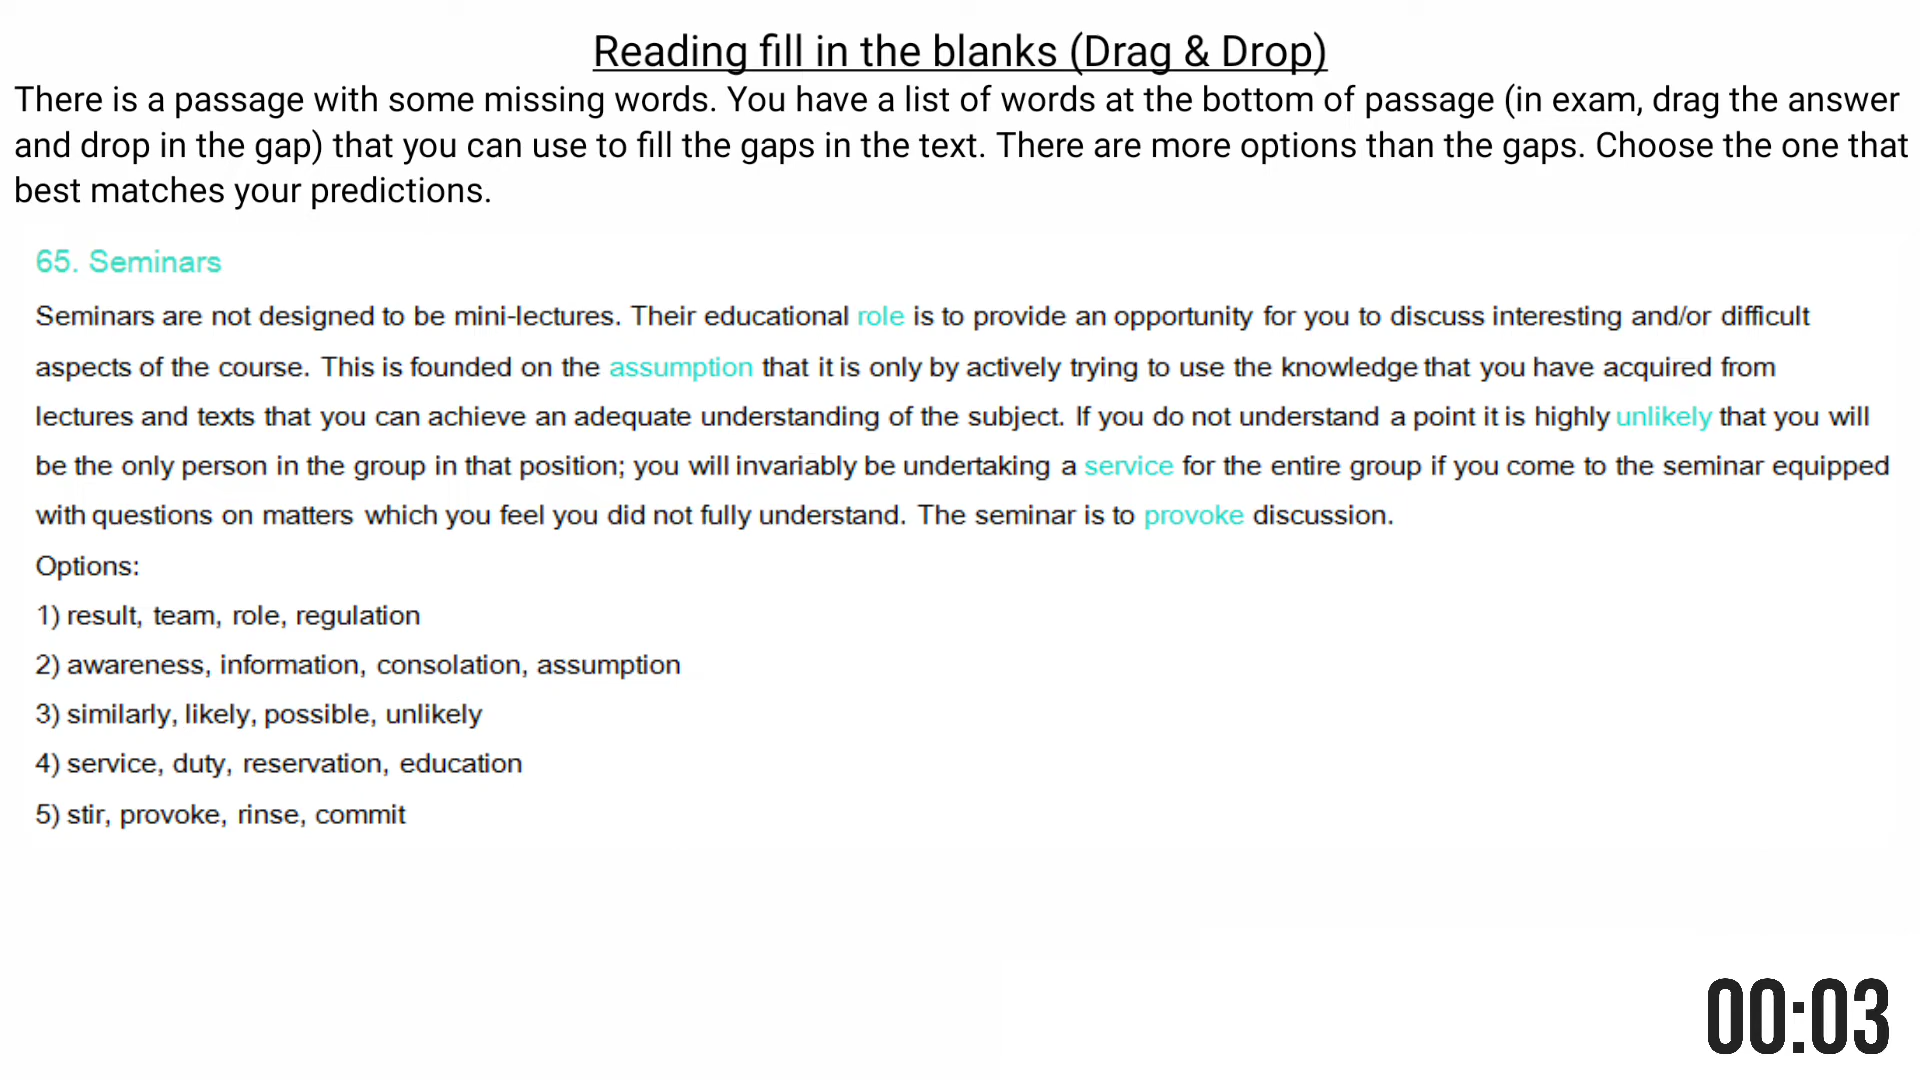 Reading fill in the blanks (Drag & Drop)
There is a passage with some missing words. You have a list of words at the bottom of passage (in exam, drag the answer
and drop in the gap) that you can use to fill the gaps in the text. There are more options than the gaps. Choose the one that
best matches your predictions.
65. Seminars
Seminars are not designed to be mini-lectures. Their educational role is to provide an opportunity for you to discuss interesting and/or difficult
aspects of the course. This is founded on the assumption that it is only by actively trying to use the knowledge that you have acquired from
lectures and texts that you can achieve an adequate understanding of the subject. If you do not understand a point it is highly unlikely that you will
be the only person in the group in that position; you will invariably be undertaking a service for the entire group if you come to the seminar equipped
with questions on matters which you feel you did not fully understand. The seminar is to provoke discussion.
Options:
1) result, team, role, regulation
2) awareness, information, consolation, assumption
3) similarly, likely, possible, unlikely
4) service, duty, reservation, education
5) stir, provoke, rinse, commit
00:03